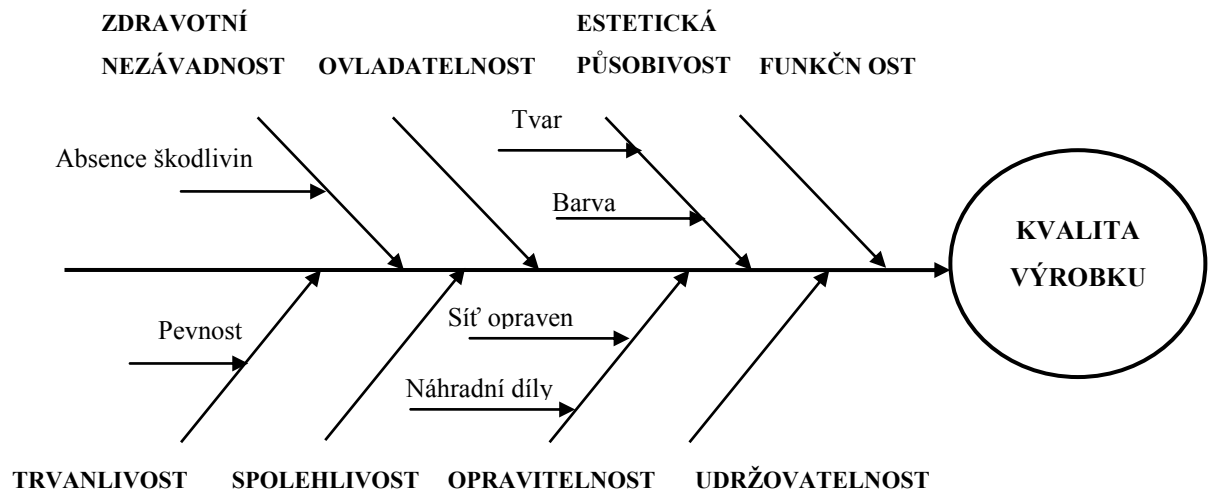 ZDRAVOTNÍ
NEZÁVADNOST
OVLADATELNOST
ESTETICKÁ
PŮSOBIVOST
FUNKČN OST
Tvar
Absence škodlivin
Barva
KVALITA
VÝROBKU
Pevnost
Síť opraven
Náhradní díly
TRVANLIVOST
SPOLEHLIVOST
OPRAVITELNOST
UDRŽOVATELNOST